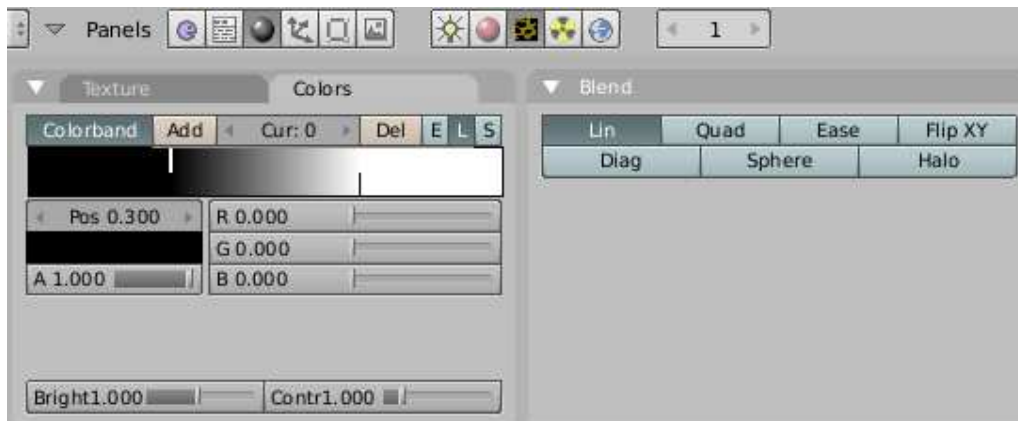 Panels 1
Texture Colors Blend
Colorband Add Cur: 0 Del E L S
Lin Quad Ease Flip XY
Diag Sphere Halo
Pos 0.300 R 0.000
G 0.000
A 1.000 B 0.000
Bright1.000 Contr1.000